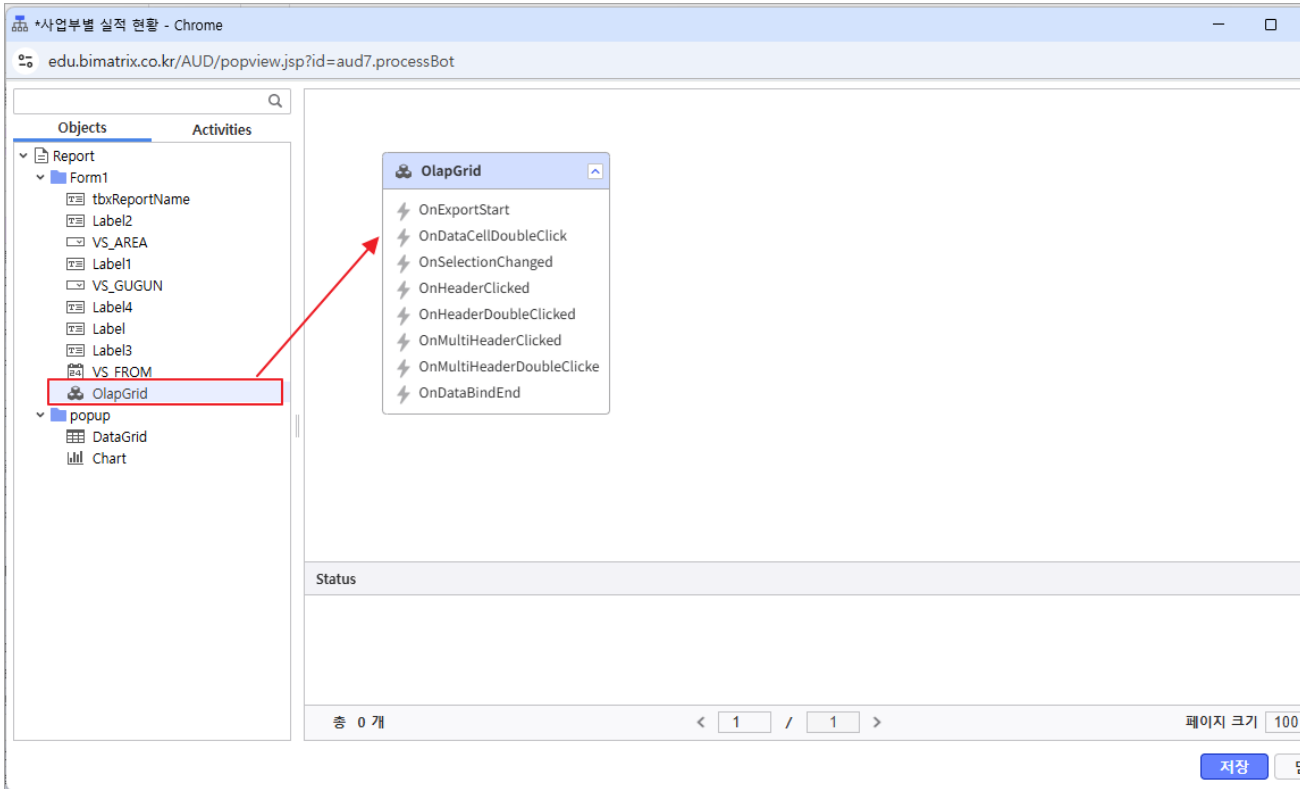 *사업부별 실적 현황 - Chrome
edu.bimatrix.co.kr/AUD/popview.jsp?id=aud7.processBot
Objects
Activities
Report
Form1
tbxReportName
Label2
VS_AREA
Label1
VS_GUGUN
Label4
Label
Label3
VS_FROM
OlapGrid
popup
DataGrid
Chart
OlapGrid
OnExportStart
OnDataCellDoubleClick
OnSelectionChanged
OnHeaderClicked
OnHeaderDoubleClicked
OnMultiHeaderClicked
OnMultiHeaderDoubleClicke
OnDataBindEnd
Status
총 0 개
< 1 / 1 >
페이지 크기 100
저장